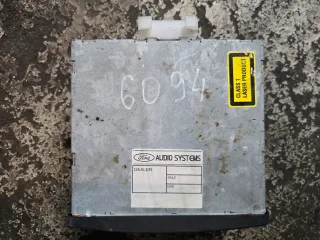 6094
CLASS 1
LASER PRODUCT
Ford AUDIO SYSTEMS
DEALER